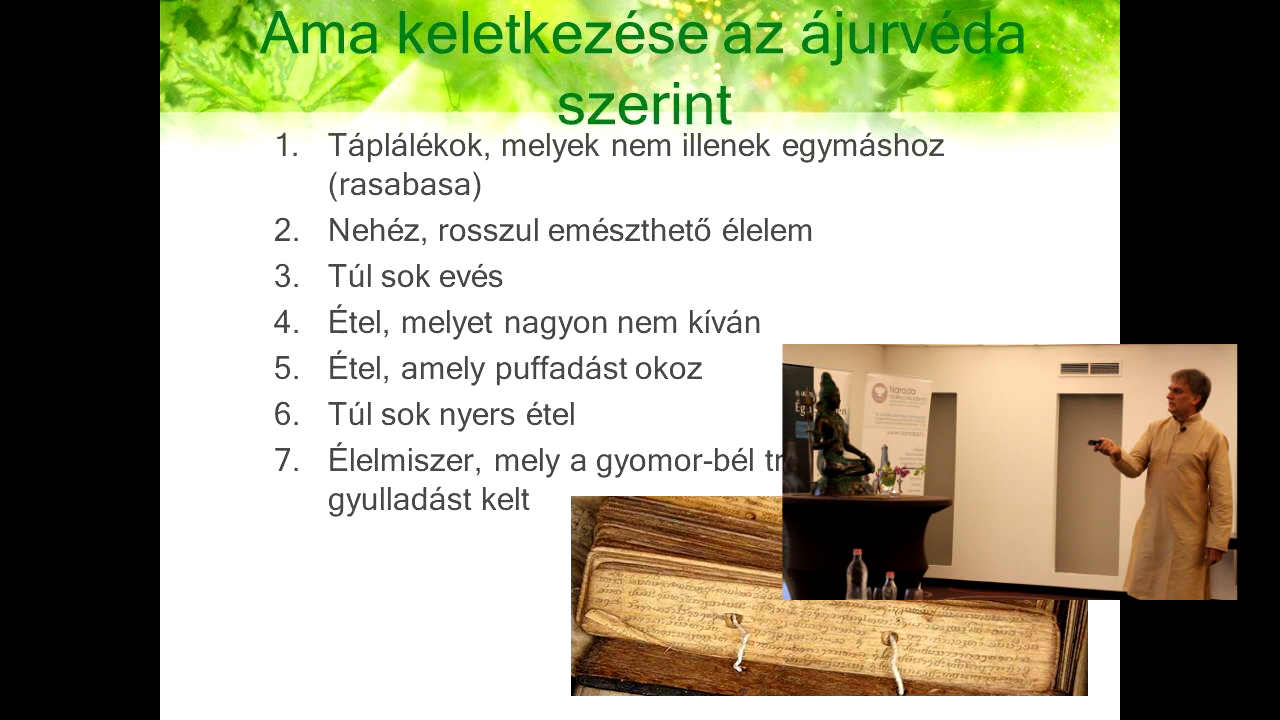 Ama keletkezése az ájurvéda
szerint
1. Táplálékok, melyek nem illenek egymáshoz
(rasabasa)
2. Nehéz, rosszul emészthető élelem
3. Túl sok evés
4. Étel, melyet nagyon nem kíván
5. Étel, amely puffadást okoz
6. Túl sok nyers étel
7. Élelmiszer, mely a gyomor-bél
gyulladást kelt
Narada